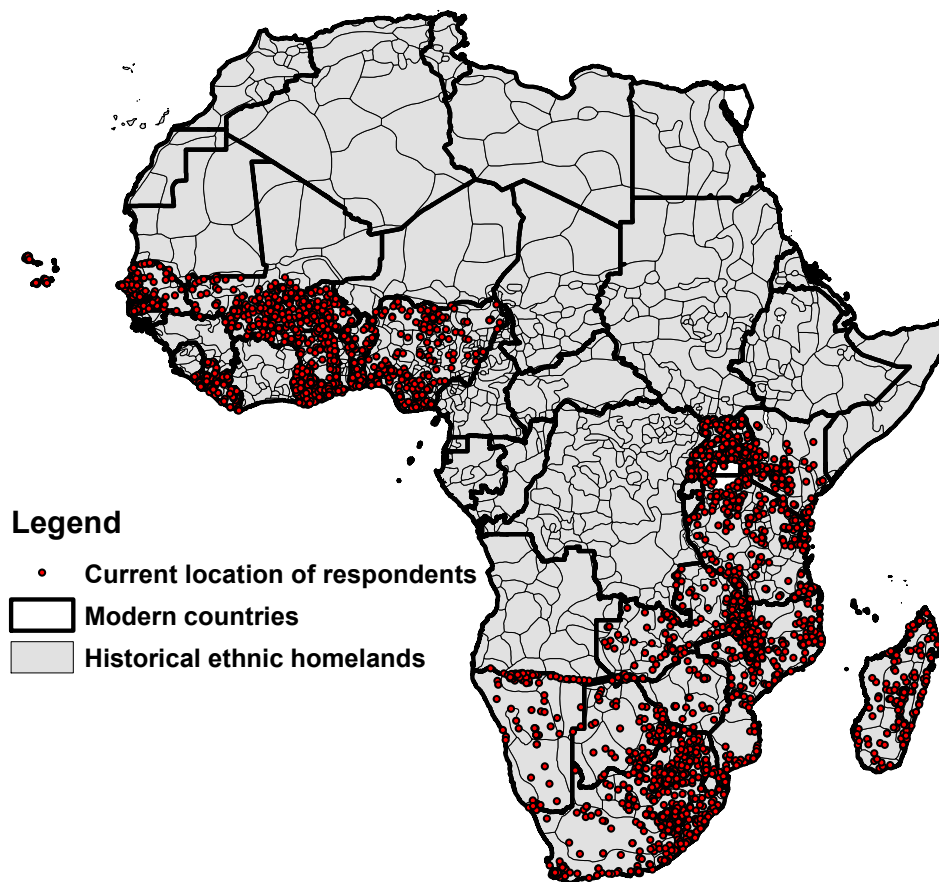 Legend
Current location of respondents
Modern countries
Historical ethnic homelands